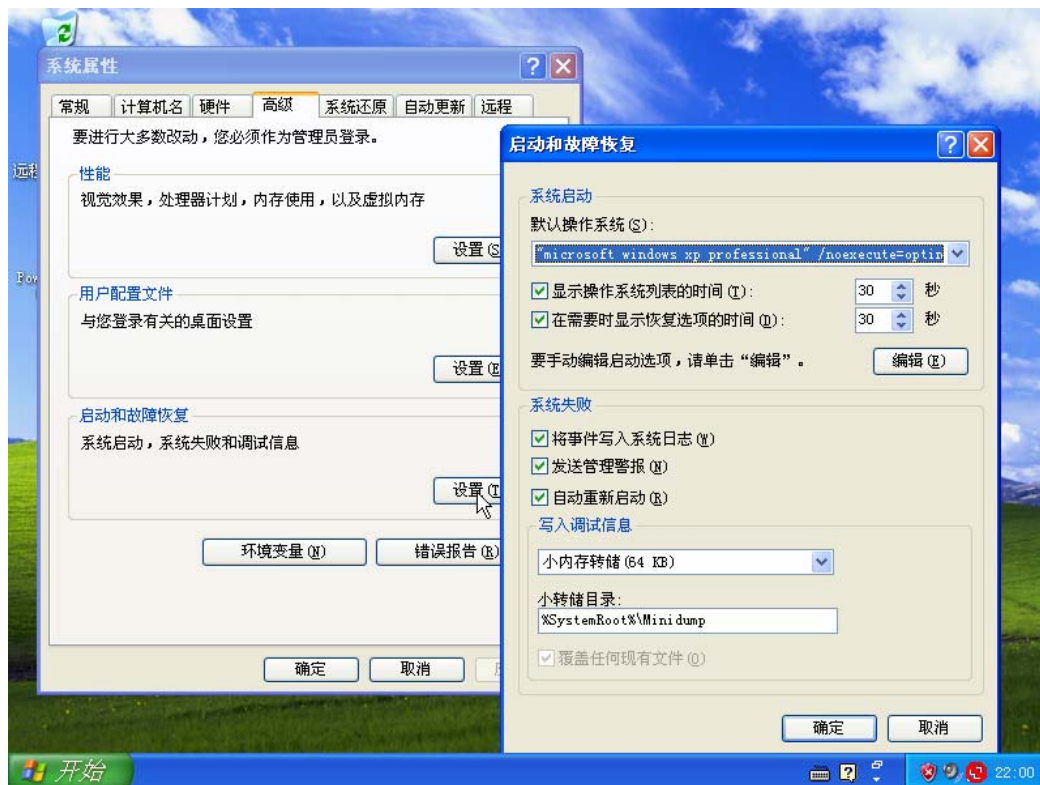 系统属性
常规 计算机名 硬件 高级 系统还原 自动更新 远程
要进行大多数改动，您必须作为管理员登录。
性能
视觉效果，处理器计划，内存使用，以及虚拟内存
设置(S
用户配置文件
与您登录有关的桌面设置
设置(E
启动和故障恢复
系统启动，系统失败和调试信息
设置(T
环境变量(N) 错误报告(R)
确定 取消
启动和故障恢复
系统启动
默认操作系统(S):
"microsoft windows xp professional" /noexecute=optin
显示操作系统列表的时间(T): 30 秒
在需要时显示恢复选项的时间(D): 30 秒
要手动编辑启动选项，请单击“编辑”。 编辑(E)
系统失败
将事件写入系统日志(W)
发送管理警报(N)
自动重新启动(R)
写入调试信息
小内存转储(64 KB)
小转储目录:
%SystemRoot%\Minidump
覆盖任何现有文件(O)
确定 取消
远程
Pow
开始 22:00